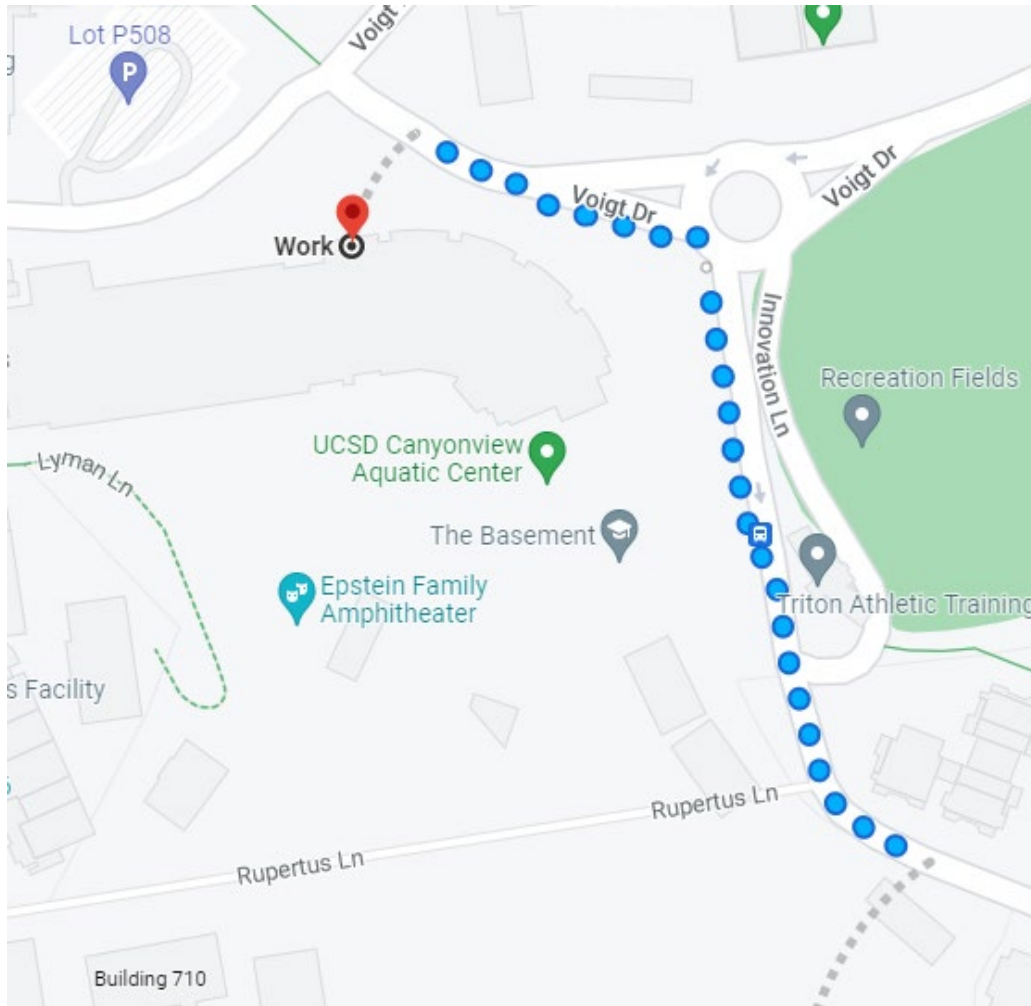 Lot P508
P
Voigt
Voigt Dr
Voigt Dr
Work
Innovation Ln
Recreation Fields
UCSD Canyonview
Aquatic Center
Lyman Ln
The Basement
Epstein Family
Amphitheater
Triton Athletic Training
s Facility
Rupertus Ln
Rupertus Ln
Building 710